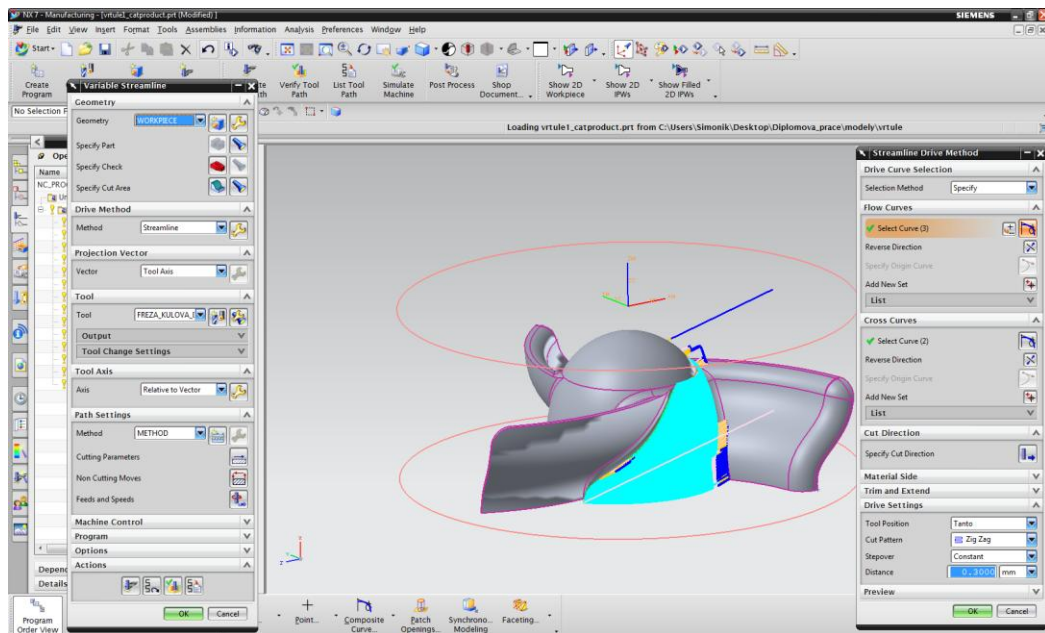 NX 7 - Manufacturing - [vrtule1_catproduct.prt (Modified) ]
SIEMENS
File Edit View Insert Format Tools Assemblies Information Analysis Preferences Window Help
Start
Create Program
Verify Tool Path
List Tool Path
Simulate Machine
Post Process
Shop Document...
Show 2D Workpiece
Show 2D IPWs
Show Filled 2D IPWs
Loading vrtule1_catproduct.prt from C:\Users\Simonik\Desktop\Diplomova_prace\modely\vrtule
Name
Depend
Details
Program Order View
Variable Streamline
Geometry
Geometry WORKPIECE
Specify Part
Specify Check
Specify Cut Area
Drive Method
Method Streamline
Projection Vector
Vector Tool Axis
Tool
Tool FREZA_KULOVA_
Output
Tool Change Settings
Tool Axis
Axis Relative to Vector
Path Settings
Method METHOD
Cutting Parameters
Non Cutting Moves
Feeds and Speeds
Machine Control
Program
Options
Actions
OK Cancel
Point...
Composite Curve...
Patch Openings...
Synchrono... Modeling
Faceting...
Streamline Drive Method
Drive Curve Selection
Selection Method Specify
Flow Curves
Select Curve (3)
Reverse Direction
Specify Origin Curve
Add New Set
List
Cross Curves
Select Curve (2)
Reverse Direction
Specify Origin Curve
Add New Set
List
Cut Direction
Specify Cut Direction
Material Side
Trim and Extend
Drive Settings
Tool Position Tanto
Cut Pattern Zig Zag
Stepover Constant
Distance 0.3000 mm
Preview
OK Cancel